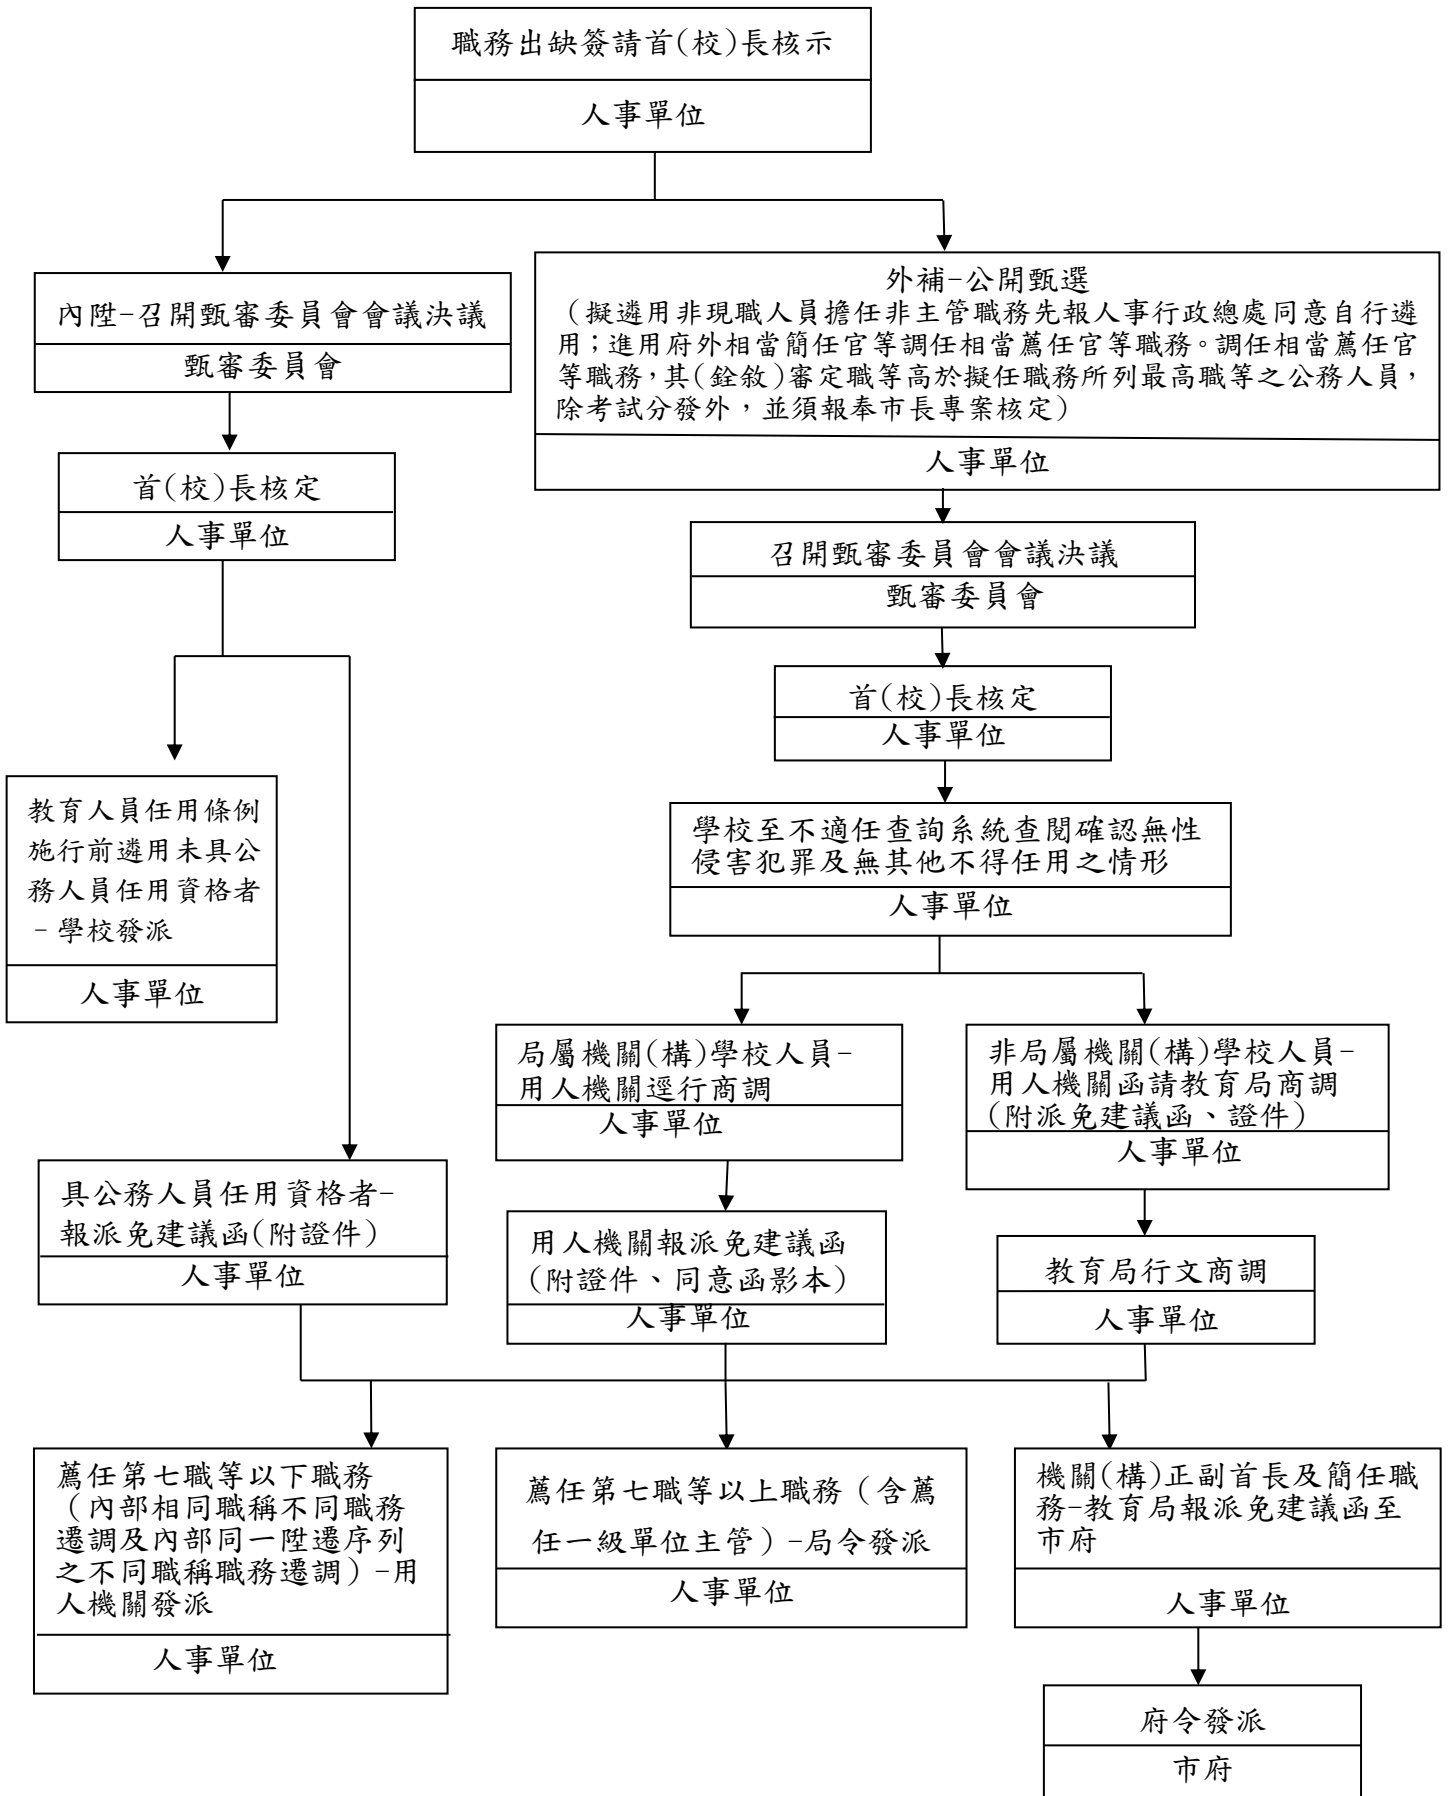 職務出缺簽請首(校)長核示
人事單位
內陞-召開甄審委員會會議決議
甄審委員會
外補-公開甄選
（擬遴用非現職人員擔任非主管職務先報人事行政總處同意自行遴
用；進用府外相當簡任官等調任相當薦任官等職務。調任相當薦任官
等職務，其(銓敘)審定職等高於擬任職務所列最高職等之公務人員，
除考試分發外，並須報奉市長專案核定）
人事單位
首(校)長核定
人事單位
召開甄審委員會會議決議
甄審委員會
首(校)長核定
人事單位
教育人員任用條例
施行前遴用未具公
務人員任用資格者
-學校發派
人事單位
學校至不適任查詢系統查閱確認無性
侵害犯罪及無其他不得任用之情形
人事單位
局屬機關(構)學校人員-
用人機關逕行商調
人事單位
非局屬機關(構)學校人員-
用人機關函請教育局商調
(附派免建議函、證件)
人事單位
具公務人員任用資格者-
報派免建議函(附證件)
人事單位
用人機關報派免建議函
(附證件、同意函影本)
人事單位
教育局行文商調
人事單位
薦任第七職等以下職務
（內部相同職稱不同職務
遷調及內部同一陞遷序列
之不同職稱職務遷調）-用
人機關發派
人事單位
薦任第七職等以上職務（含薦
任一級單位主管）-局令發派
人事單位
機關(構)正副首長及簡任職
務-教育局報派免建議函至
市府
人事單位
府令發派
市府